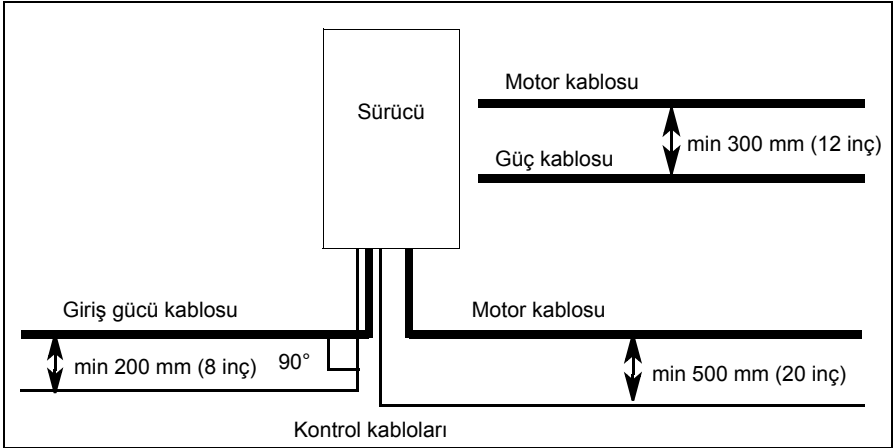 Motor kablosu
Sürücü
min 300 mm (12 inç)
Güç kablosu
Giriş gücü kablosu
Motor kablosu
min 200 mm (8 inç)
90°
min 500 mm (20 inç)
Kontrol kabloları